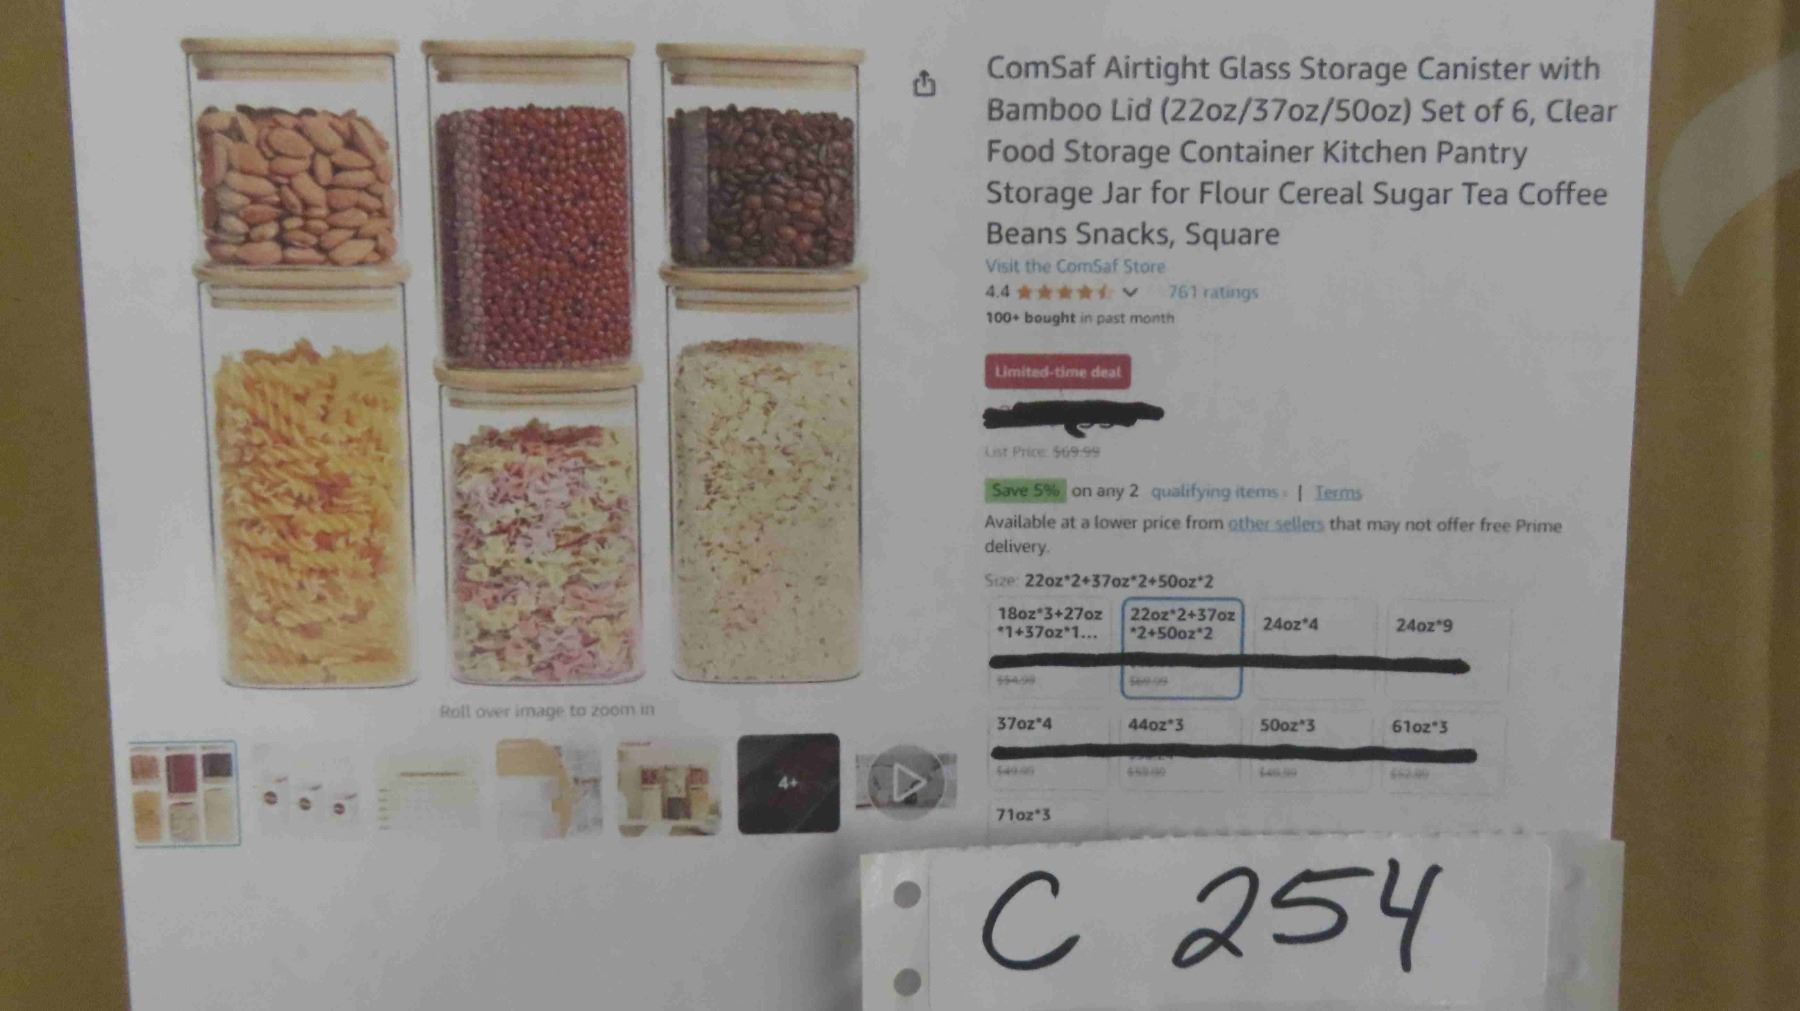 ComSaf Airtight Glass Storage Canister with
Bamboo Lid (22oz/37oz/50oz) Set of 6, Clear
Food Storage Container Kitchen Pantry
Storage Jar for Flour Cereal Sugar Tea Coffee
Beans Snacks, Square
Visit the ComSaf Store
4.4 761 ratings
100+ bought in past month
Limited-time deal
List Price: $69.99
Save 5% on any 2 qualifying items | Terms
Available at a lower price from other sellers that may not offer free Prime
delivery.
Size: 22oz*2+37oz*2+50oz*2
18oz*3+27oz
*1+37oz*1...
$54.99
22oz*2+37oz
*2+50oz*2
$69.99
24oz*4
24oz*9
37oz*4
$49.99
44oz*3
50oz*3
61oz*3
71oz*3
Roll over image to zoom in
4+
C 254